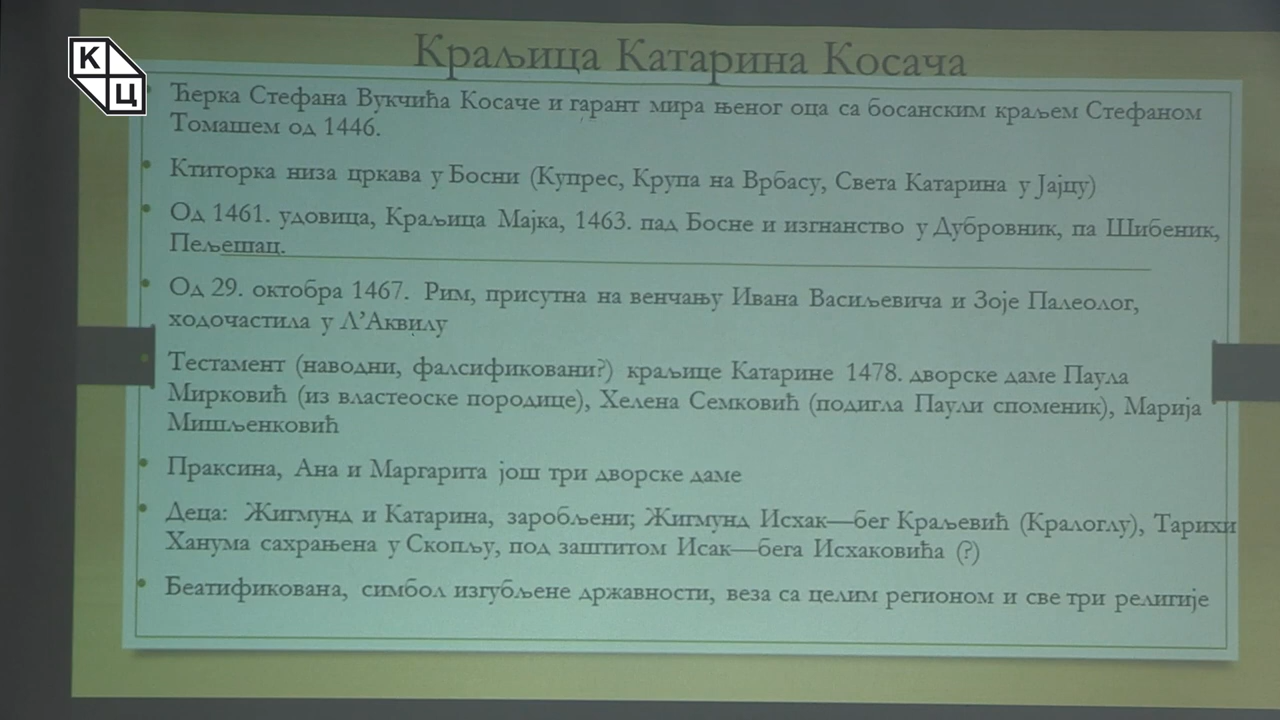 К
Ц
Краљица Катарина Косача
Ћерка Стефана Вукчића Косаче и гарант мира њеног оца са босанским краљем Стефаном
Томашем од 1446.
Ктиторка низа цркава у Босни (Купрес, Крупа на Врбасу, Света Катарина у Јајцу)
Од 1461. удовица, Краљица Мајка, 1463. пад Босне и изгнанство у Дубровник, па Шибеник,
Пељешац.
Од 29. октобра 1467. Рим, присутна на венчању Ивана Васиљевича и Зоје Палеолог,
ходочастила у Л’Аквилу
Тестамент (наводни, фалсификовани?) краљице Катарине 1478. дворске даме Паула
Мирковић (из властеоске породице), Хелена Семковић (подигла Паули споменик), Марија
Мишљенковић
Праксина, Ана и Маргарита још три дворске даме
Деца: Жигмунд и Катарина, заробљени; Жигмунд Исхак—бег Краљевић (Кралоглу), Тарихи
Ханума сахрањена у Скопљу, под заштитом Исак—бега Исхаковића (?)
Беатификована, симбол изгубљене државности, веза са целим регионом и све три религије